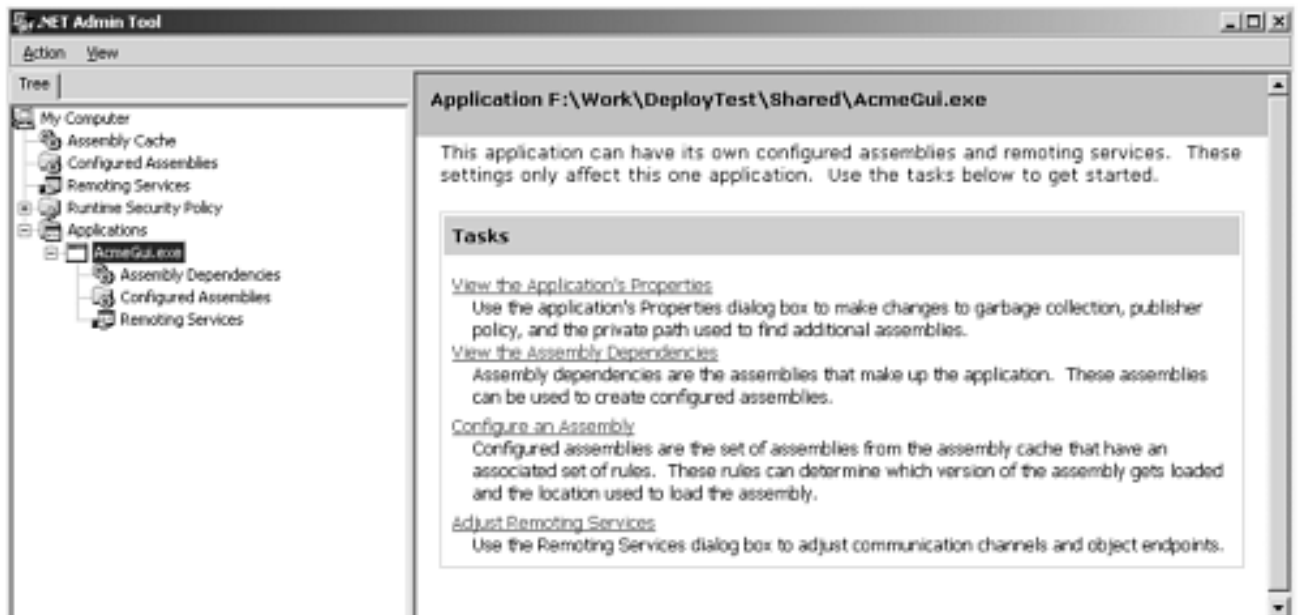 .NET Admin Tool
Action View
Tree
My Computer
Assembly Cache
Configured Assemblies
Remoting Services
Runtime Security Policy
Applications
AcmeGui.exe
Assembly Dependencies
Configured Assemblies
Remoting Services
Application F:\Work\DeployTest\Shared\AcmeGui.exe
This application can have its own configured assemblies and remoting services. These
settings only affect this one application. Use the tasks below to get started.
Tasks
View the Application's Properties
Use the application's Properties dialog box to make changes to garbage collection, publisher
policy, and the private path used to find additional assemblies.
View the Assembly Dependencies
Assembly dependencies are the assemblies that make up the application. These assemblies
can be used to create configured assemblies.
Configure an Assembly
Configured assemblies are the set of assemblies from the assembly cache that have an
associated set of rules. These rules can determine which version of the assembly gets loaded
and the location used to load the assembly.
Adjust Remoting Services
Use the Remoting Services dialog box to adjust communication channels and object endpoints.